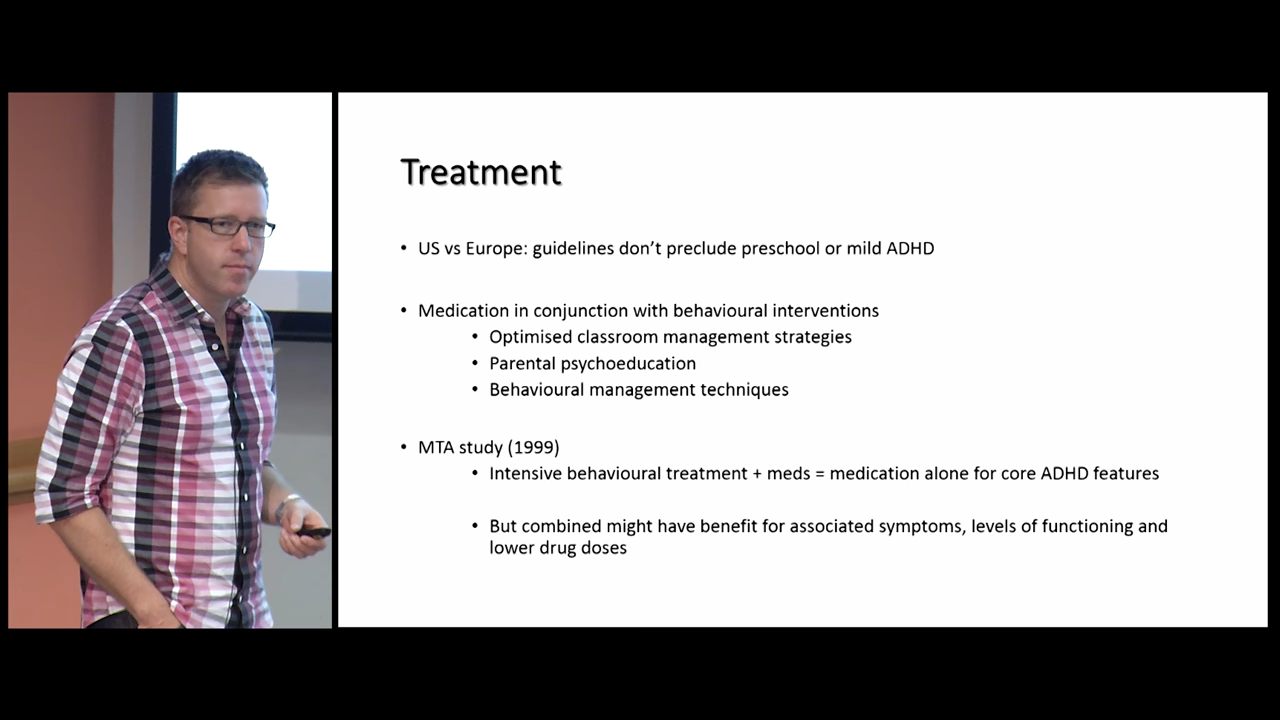 Treatment
• US vs Europe: guidelines don’t preclude preschool or mild ADHD
• Medication in conjunction with behavioural interventions
• Optimised classroom management strategies
• Parental psychoeducation
• Behavioural management techniques
• MTA study (1999)
• Intensive behavioural treatment + meds = medication alone for core ADHD features
• But combined might have benefit for associated symptoms, levels of functioning and
lower drug doses